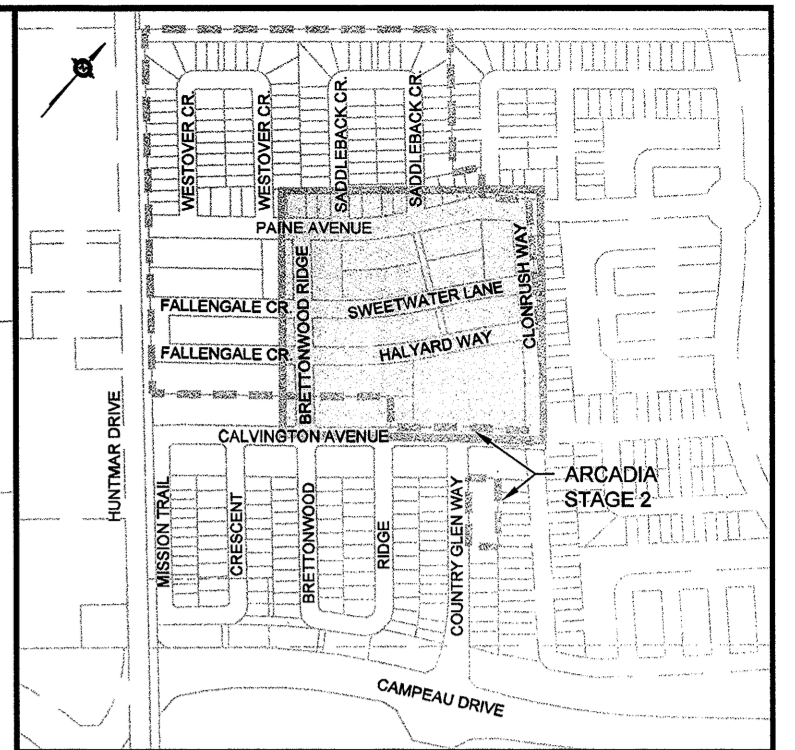 WESTOVER CR.
WESTOVER CR.
SADDLEBACK CR.
SADDLEBACK CR.
PAINE AVENUE
BRETTONWOOD RIDGE
FALLENGALE CR.
FALLENGALE CR.
SWEETWATER LANE
HALYARD WAY
CLONRUSH WAY
HUNTMAR DRIVE
CALVINGTON AVENUE
ARCADIA
STAGE 2
MISSION TRAIL
CRESCENT
BRETTONWOOD
RIDGE
COUNTRY GLEN WAY
CAMPEAU DRIVE